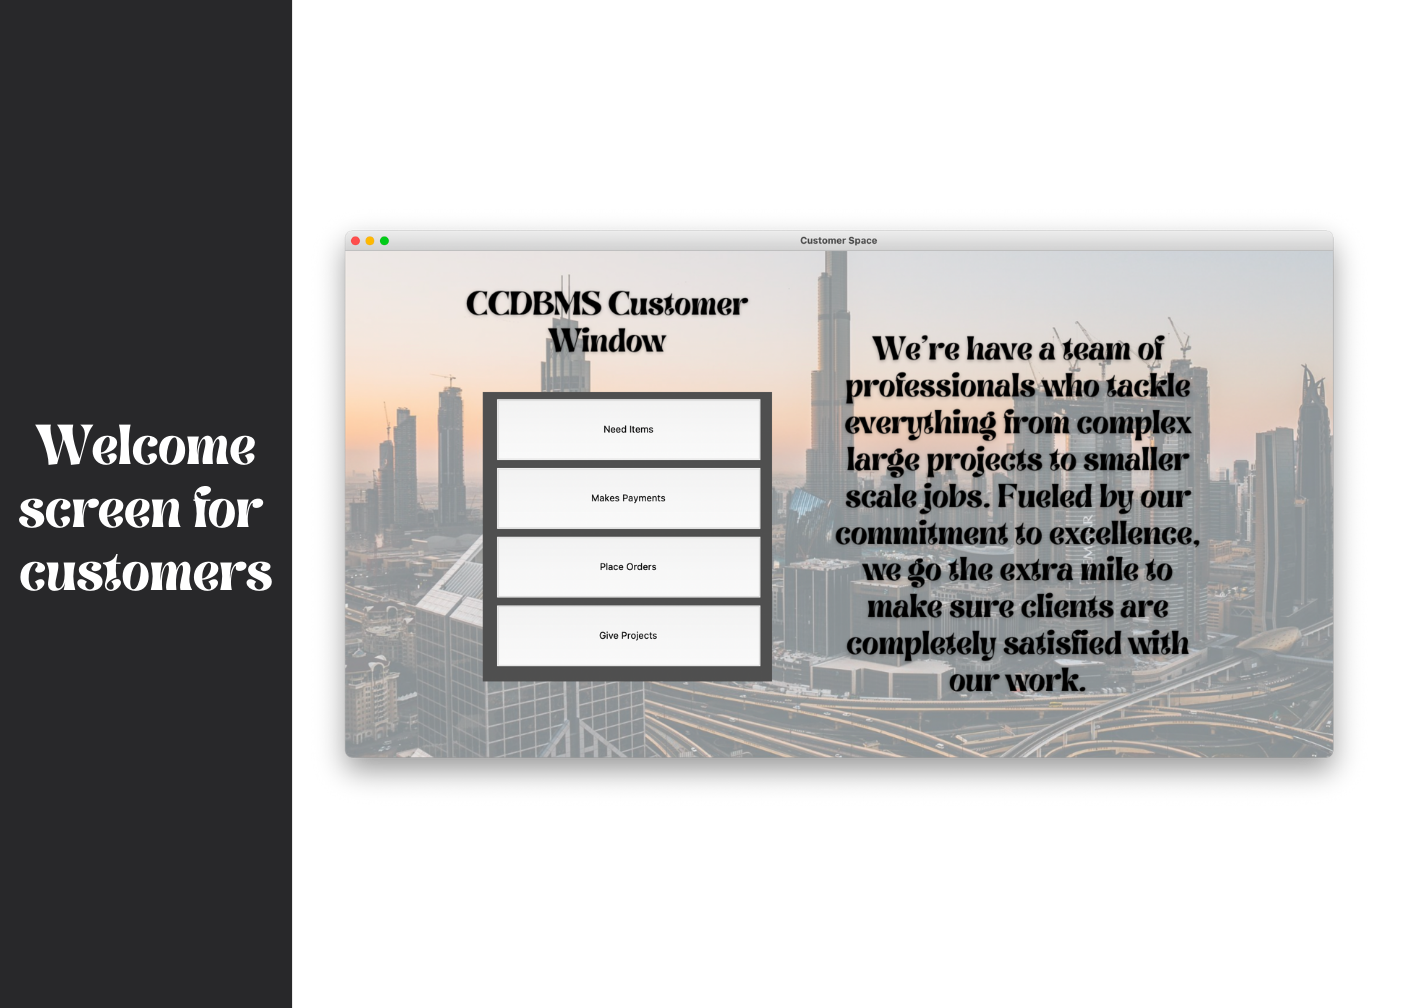 Welcome
screen for
customers
Customer Space
CCDBMS Customer
Window
Need Items
Makes Payments
Place Orders
Give Projects
We're have a team of
professionals who tackle
everything from complex
large projects to smaller
scale jobs. Fueled by our
commitment to excellence,
we go the extra mile to
make sure clients are
completely satisfied with
our work.